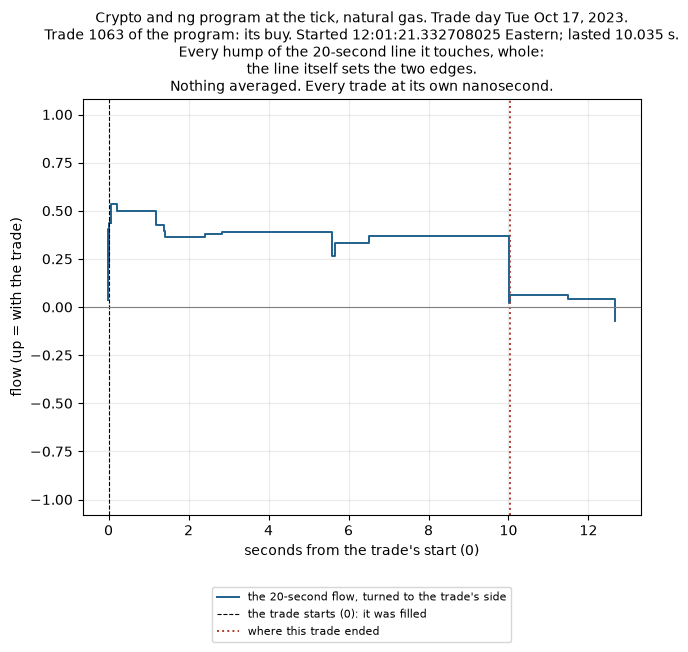 Crypto and ng program at the tick, natural gas. Trade day Tue Oct 17, 2023.
Trade 1063 of the program: its buy. Started 12:01:21.332708025 Eastern; lasted 10.035 s.
Every hump of the 20-second line it touches, whole:
the line itself sets the two edges.
Nothing averaged. Every trade at its own nanosecond.
1.00
0.75
0.50
0.25
0.00
−0.25
−0.50
−0.75
−1.00
flow (up = with the trade)
0 2 4 6 8 10 12
seconds from the trade's start (0)
the 20-second flow, turned to the trade's side
the trade starts (0): it was filled
where this trade ended